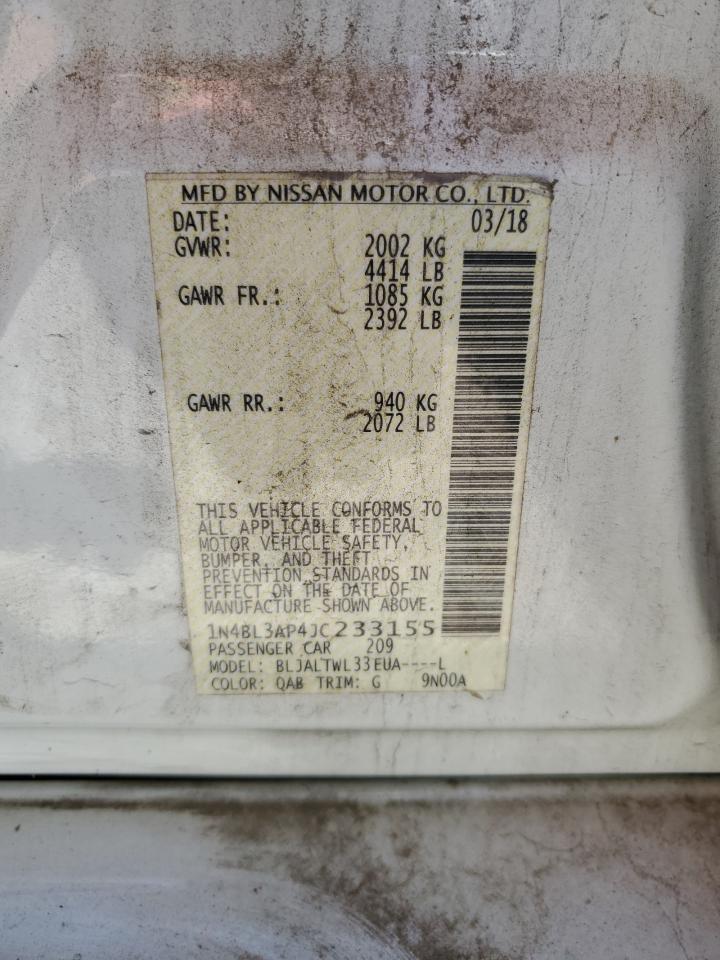 MFD BY NISSAN MOTOR CO., LTD.
DATE: 03/18
GVWR: 2002 KG
4414 LB
GAWR FR.: 1085 KG
2392 LB
GAWR RR.: 940 KG
2072 LB
THIS VEHICLE CONFORMS TO
ALL APPLICABLE FEDERAL
MOTOR VEHICLE SAFETY,
BUMPER, AND THEFT
PREVENTION STANDARDS IN
EFFECT ON THE DATE OF
MANUFACTURE SHOWN ABOVE.
1N4BL3AP4JC233155
PASSENGER CAR 209
MODEL: BLJALTWL33EUA----L
COLOR: QAB TRIM: G 9N00A